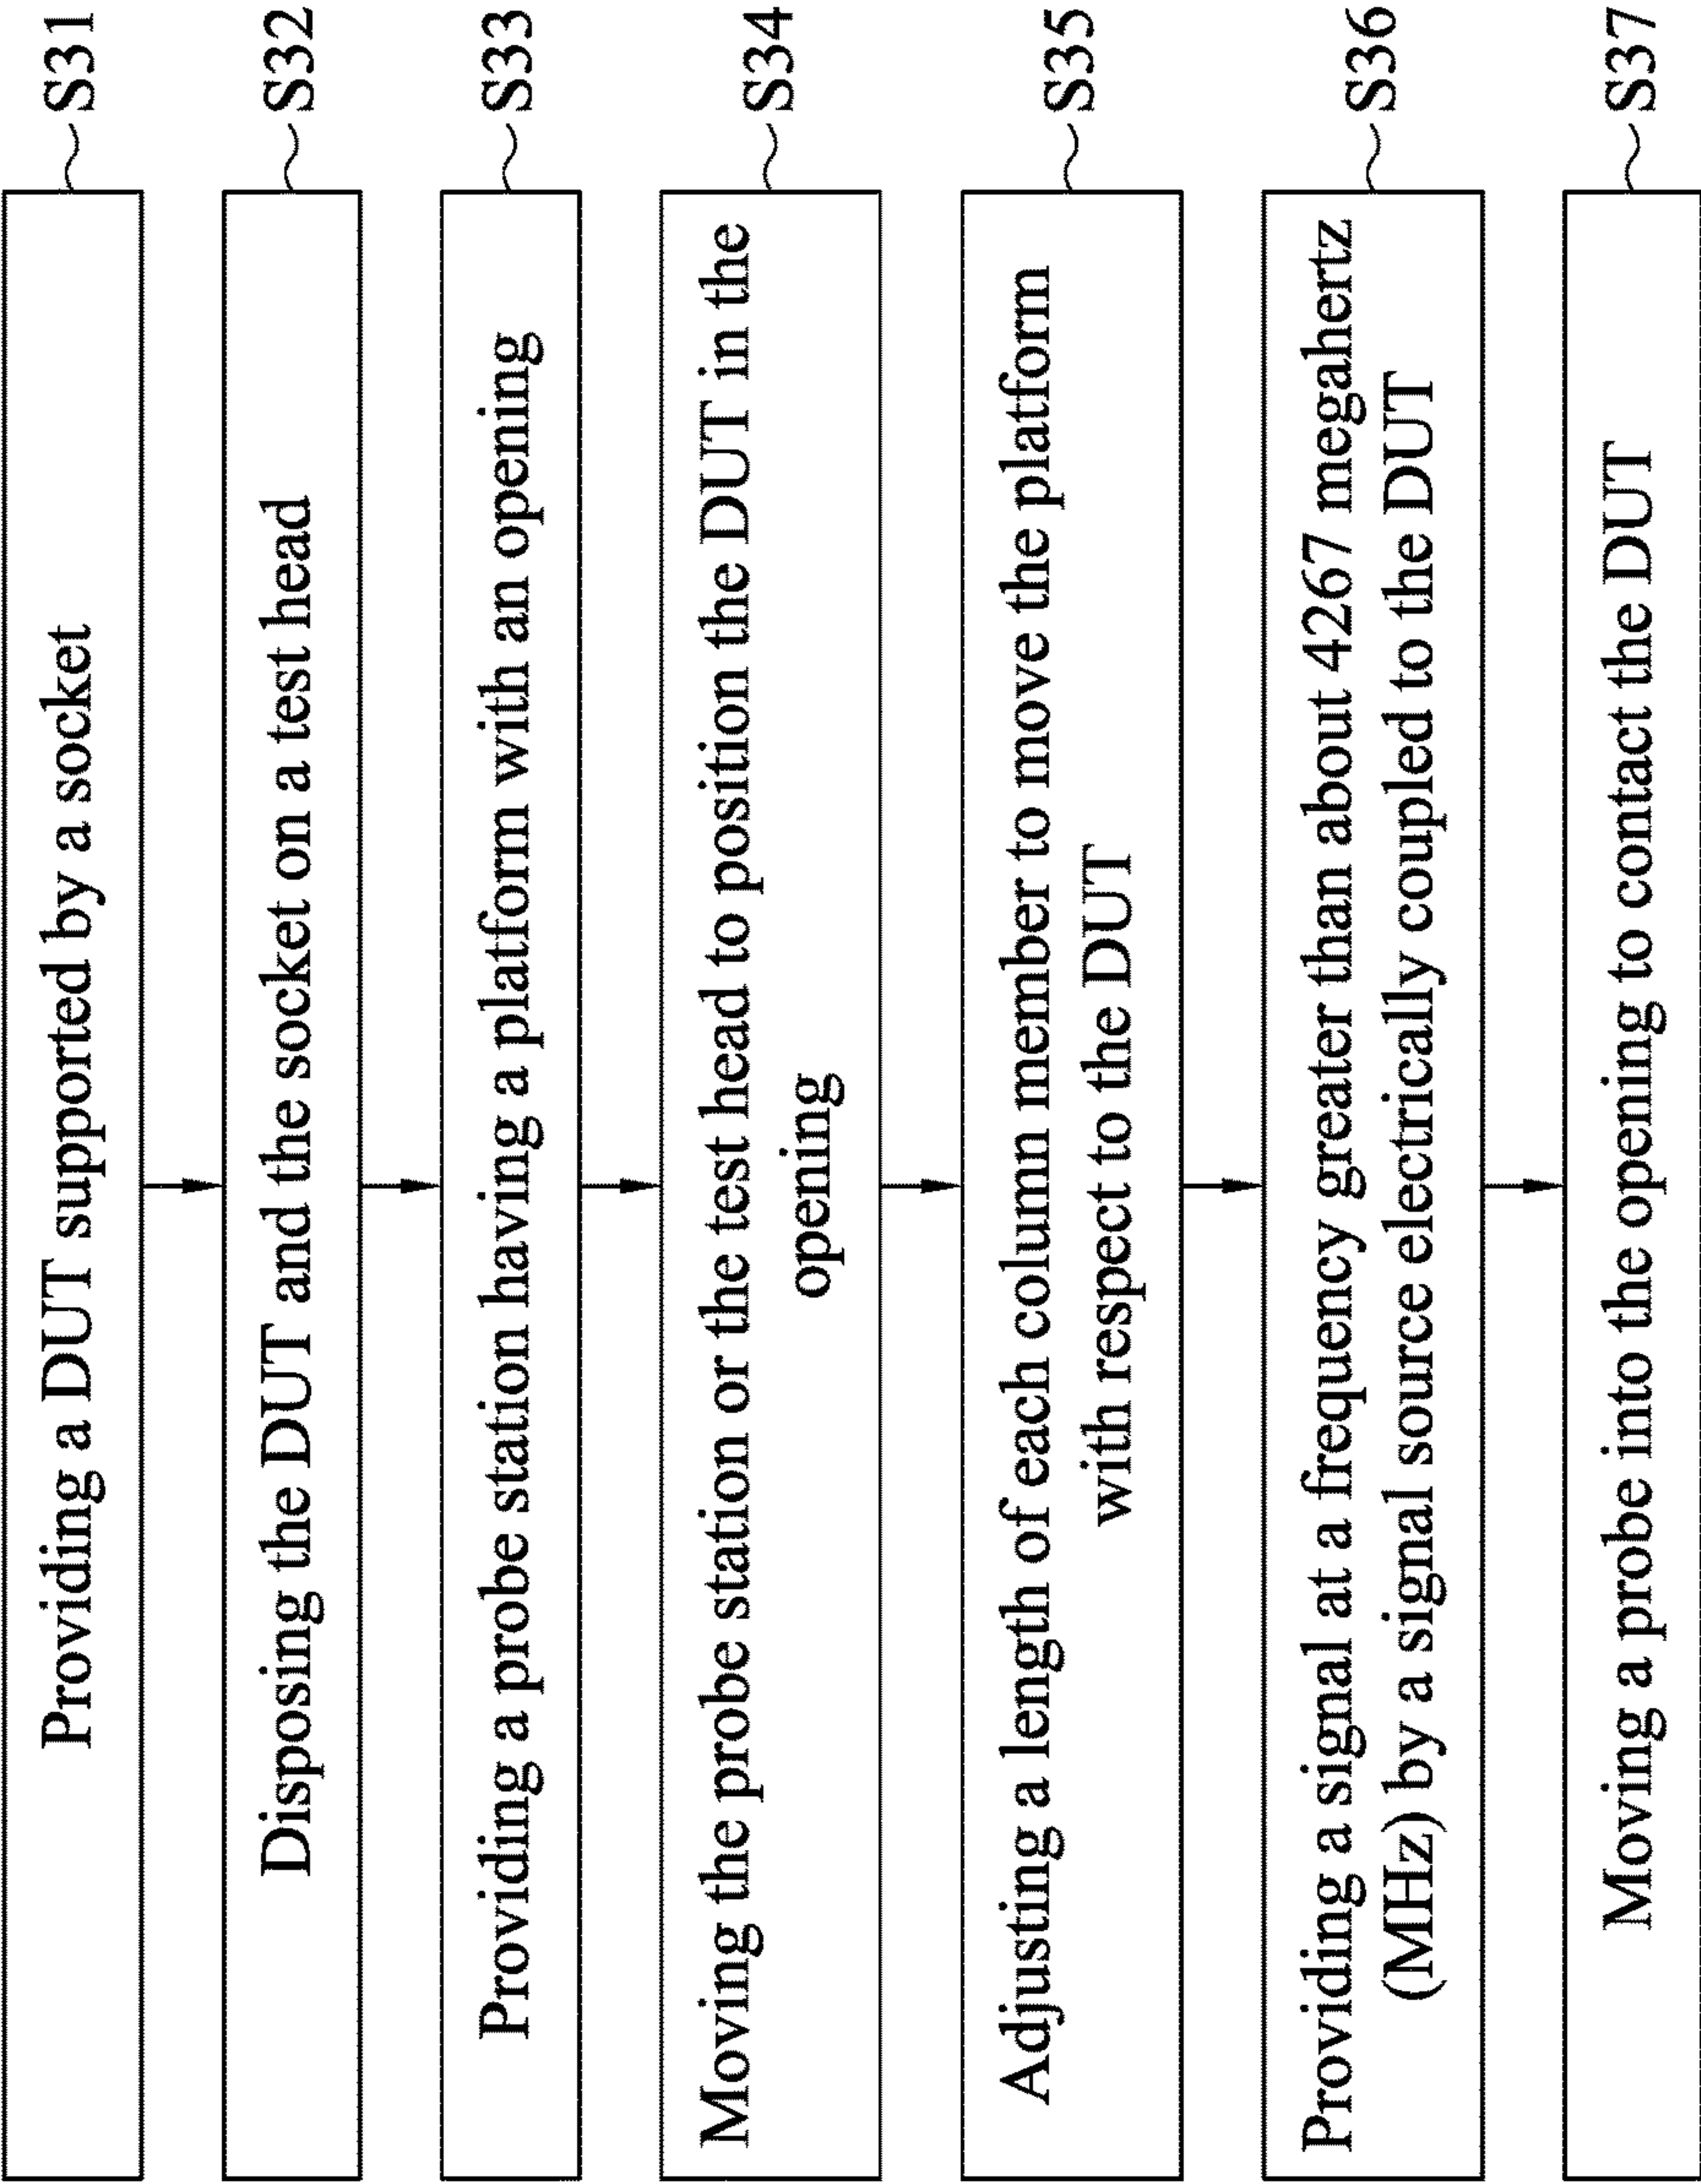 Providing a DUT supported by a socket
S31
Disposing the DUT and the socket on a test head
S32
Providing a probe station having a platform with an opening
S33
Moving the probe station or the test head to position the DUT in the
opening
S34
Adjusting a length of each column member to move the platform
with respect to the DUT
S35
Providing a signal at a frequency greater than about 4267 megahertz
(MHz) by a signal source electrically coupled to the DUT
S36
Moving a probe into the opening to contact the DUT
S37